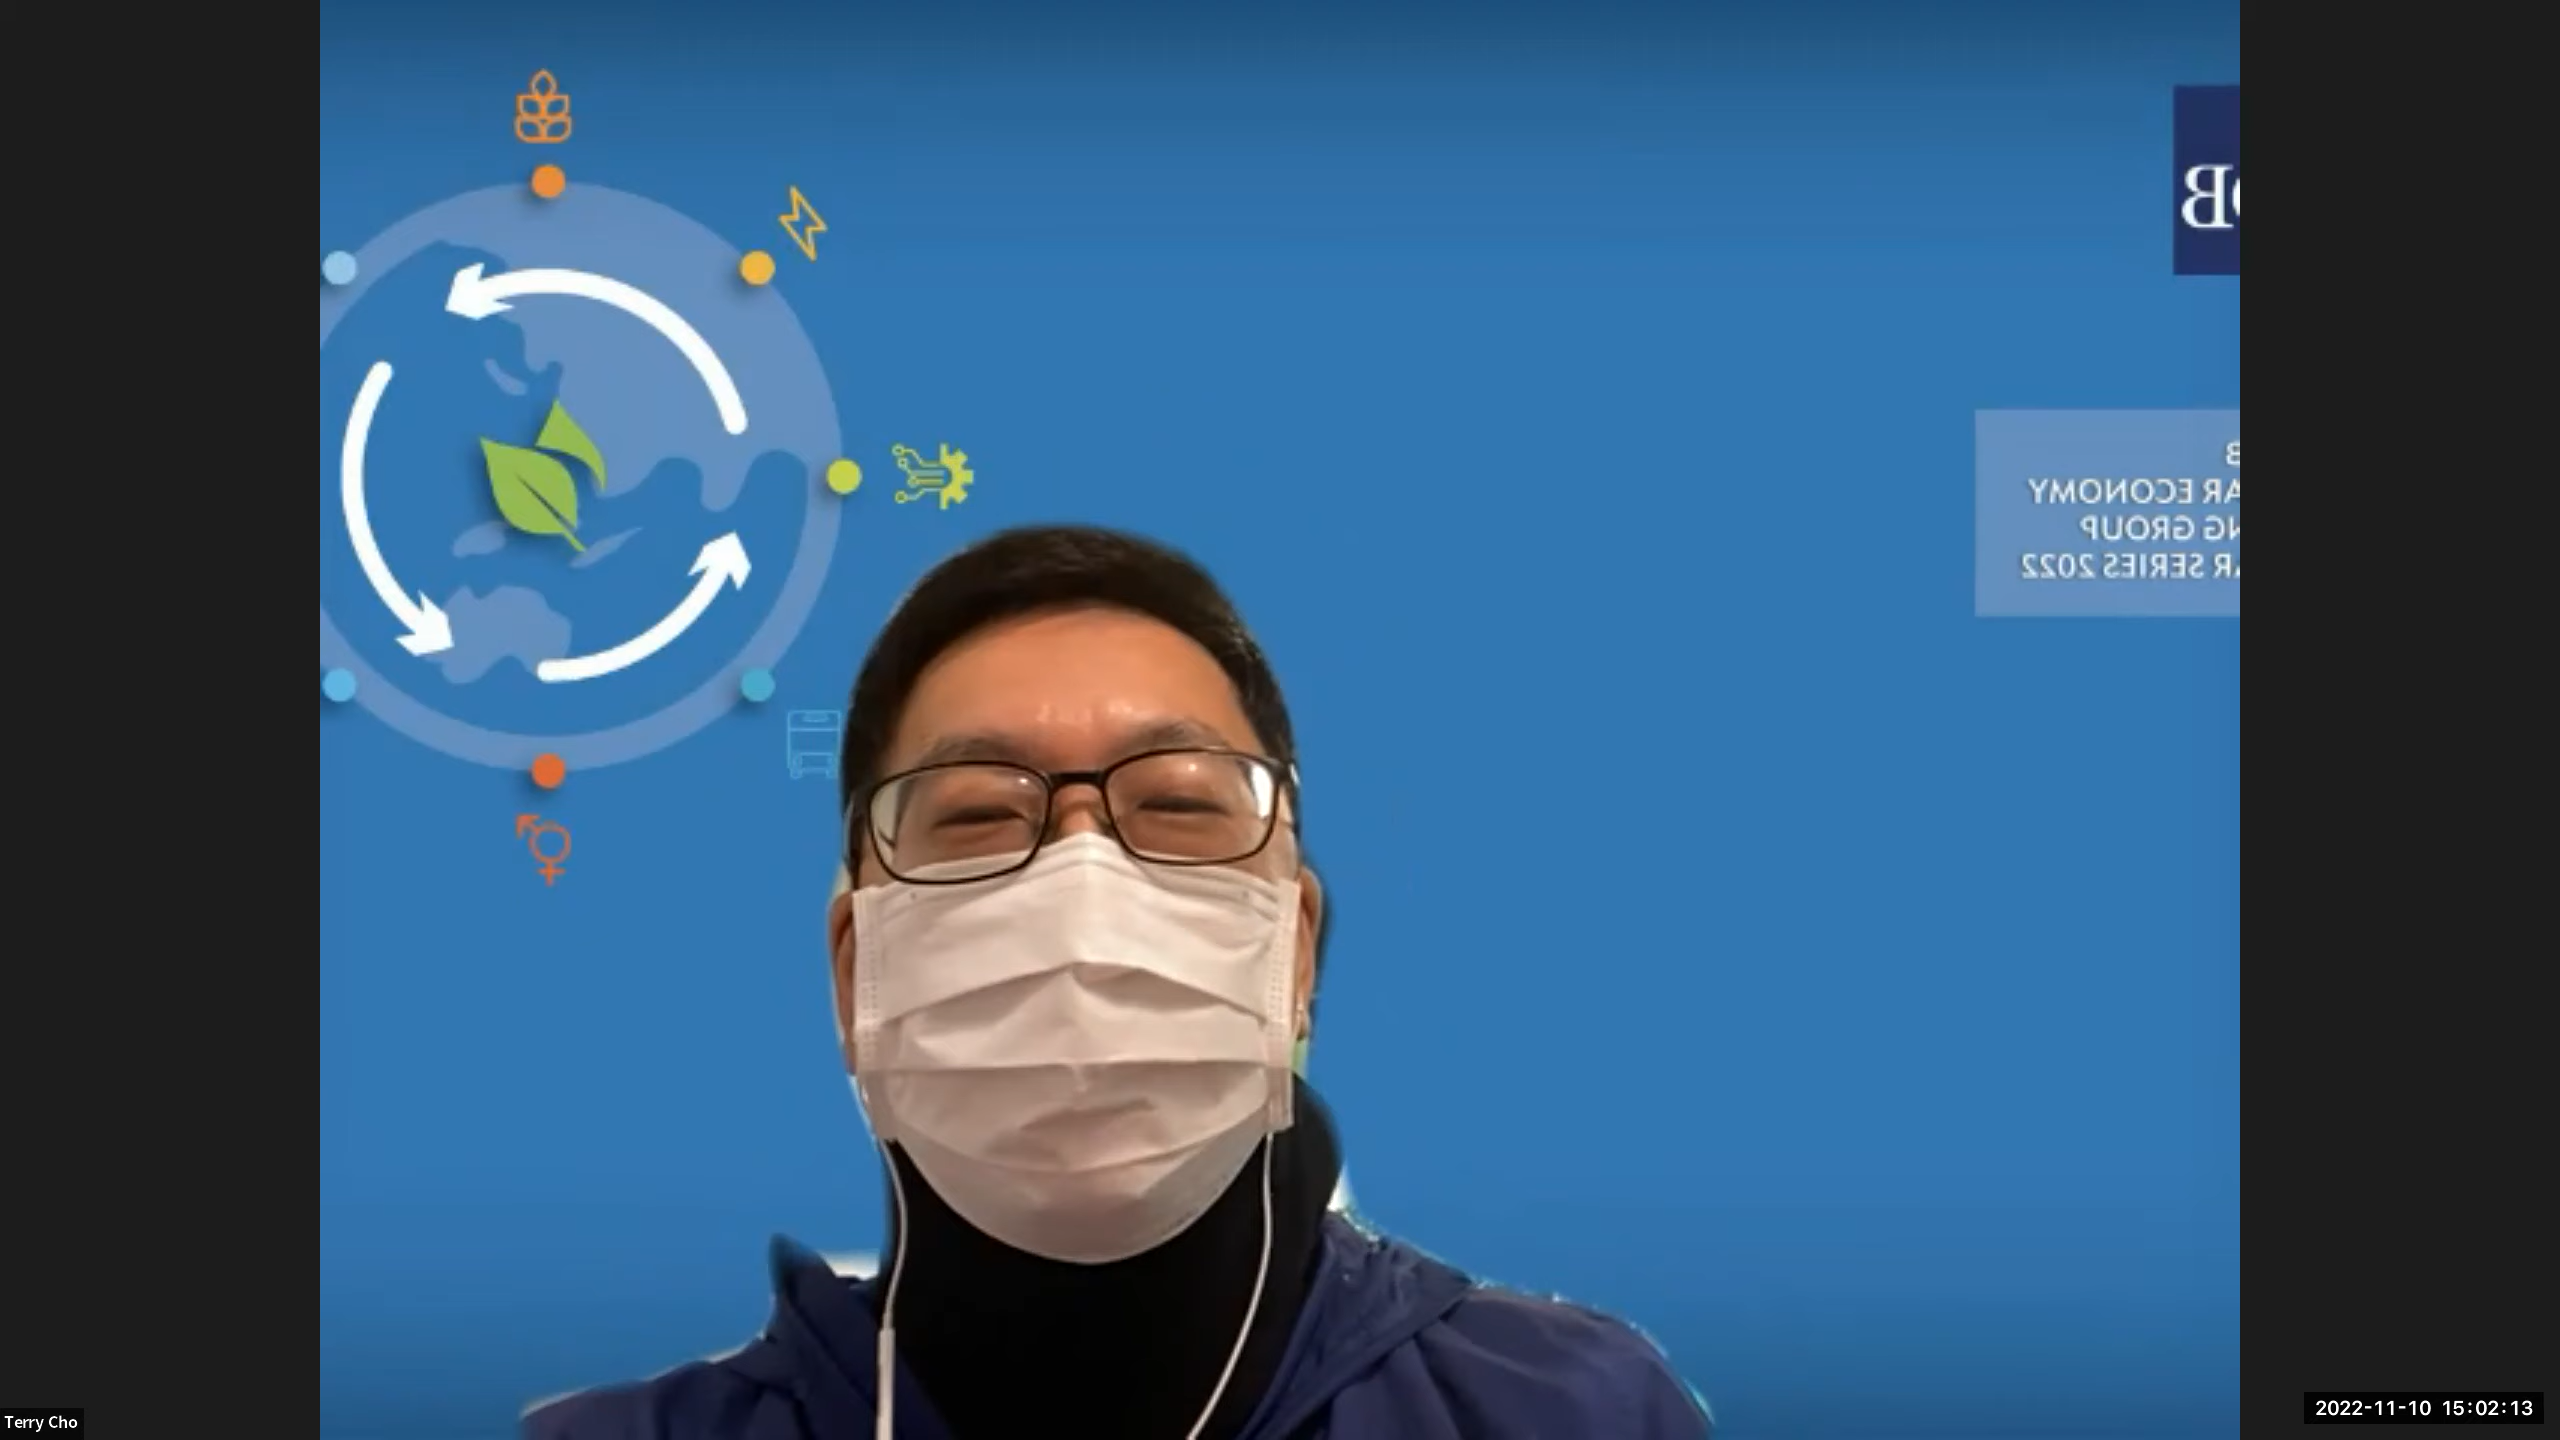 B
AR ECONOMY
NG GROUP
AR SERIES 2022
Terry Cho
2022-11-10 15:02:13